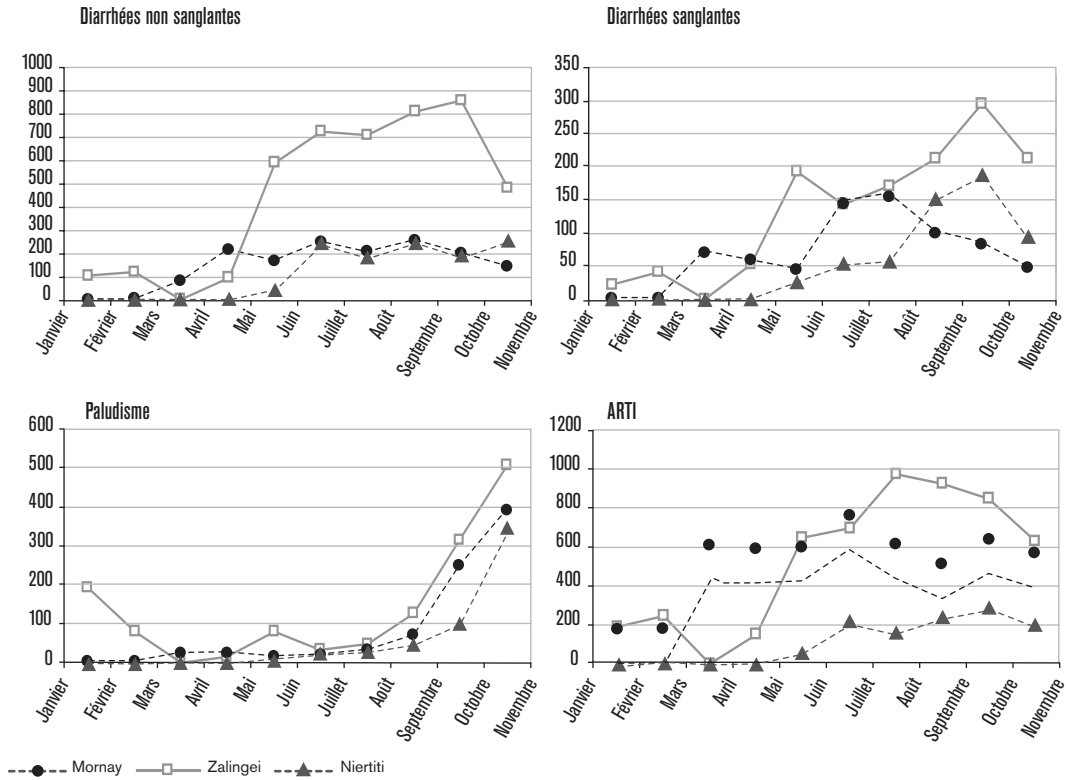 Diarrhées non sanglantes
1000
900
800
700
600
500
400
300
200
100
0
Janvier
Février
Mars
Avril
Mai
Juin
Juillet
Août
Septembre
Octobre
Novembre
Diarrhées sanglantes
350
300
250
200
150
100
50
0
Janvier
Février
Mars
Avril
Mai
Juin
Juillet
Août
Septembre
Octobre
Novembre
Paludisme
600
500
400
300
200
100
0
Janvier
Février
Mars
Avril
Mai
Juin
Juillet
Août
Septembre
Octobre
Novembre
ARTI
1200
1000
800
600
400
200
0
Janvier
Février
Mars
Avril
Mai
Juin
Juillet
Août
Septembre
Octobre
Novembre
Mornay Zalingei Niertiti